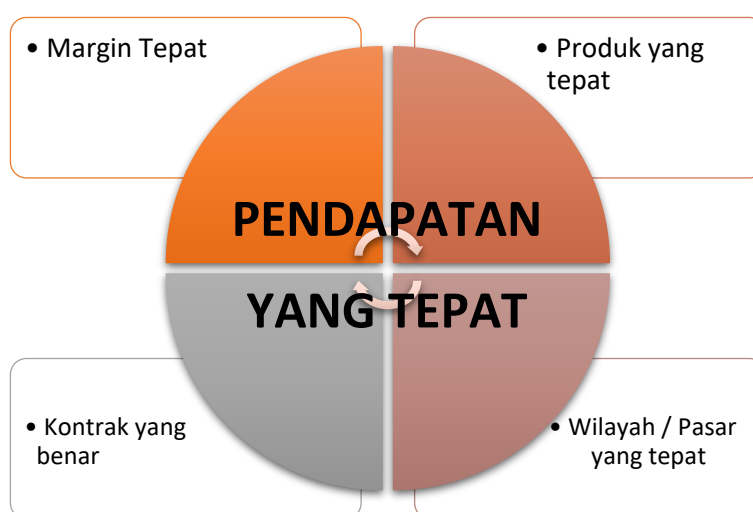 • Margin Tepat
• Produk yang
tepat
PENDAPATAN
YANG TEPAT
• Kontrak yang
benar
• Wilayah / Pasar
yang tepat